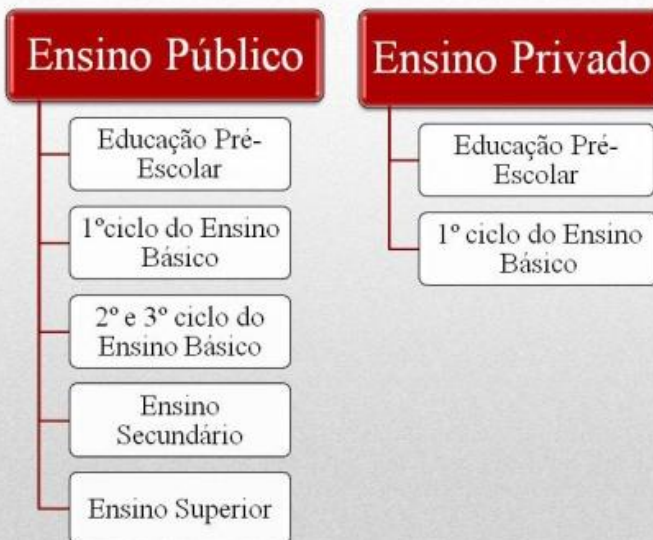 Ensino Público
Educação Pré-
Escolar
1ºciclo do Ensino
Básico
2º e 3º ciclo do
Ensino Básico
Ensino
Secundário
Ensino Superior
Ensino Privado
Educação Pré-
Escolar
1º ciclo do Ensino
Básico